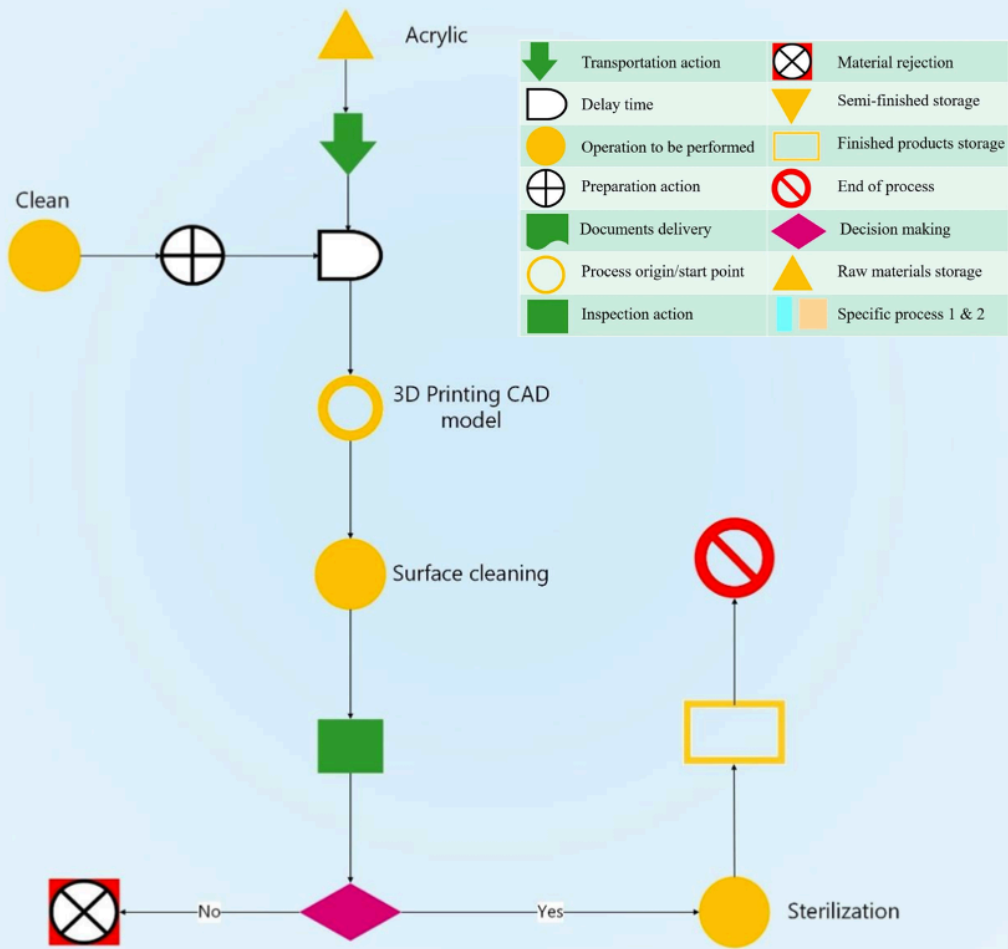 Acrylic
Transportation action
Material rejection
Delay time
Semi-finished storage
Operation to be performed
Finished products storage
Preparation action
End of process
Documents delivery
Decision making
Process origin/start point
Raw materials storage
Inspection action
Specific process 1 & 2
Clean
3D Printing CAD
model
Surface cleaning
No
Yes
Sterilization